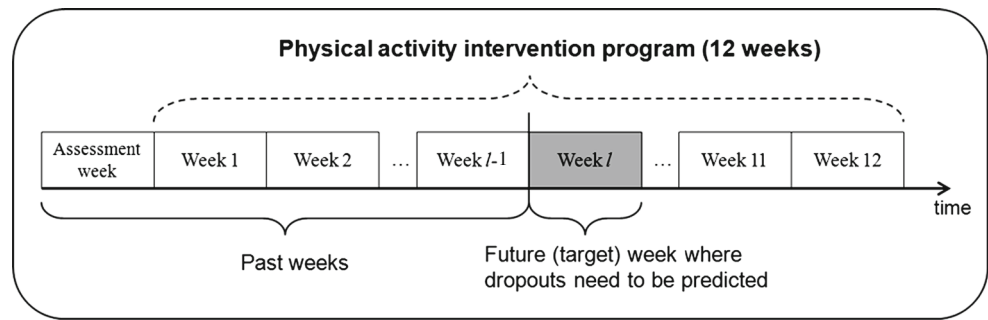 Physical activity intervention program (12 weeks)
Assessment
week
Week 1
Week 2
...
Week l-1
Week l
...
Week 11
Week 12
time
Past weeks
Future (target) week where
dropouts need to be predicted